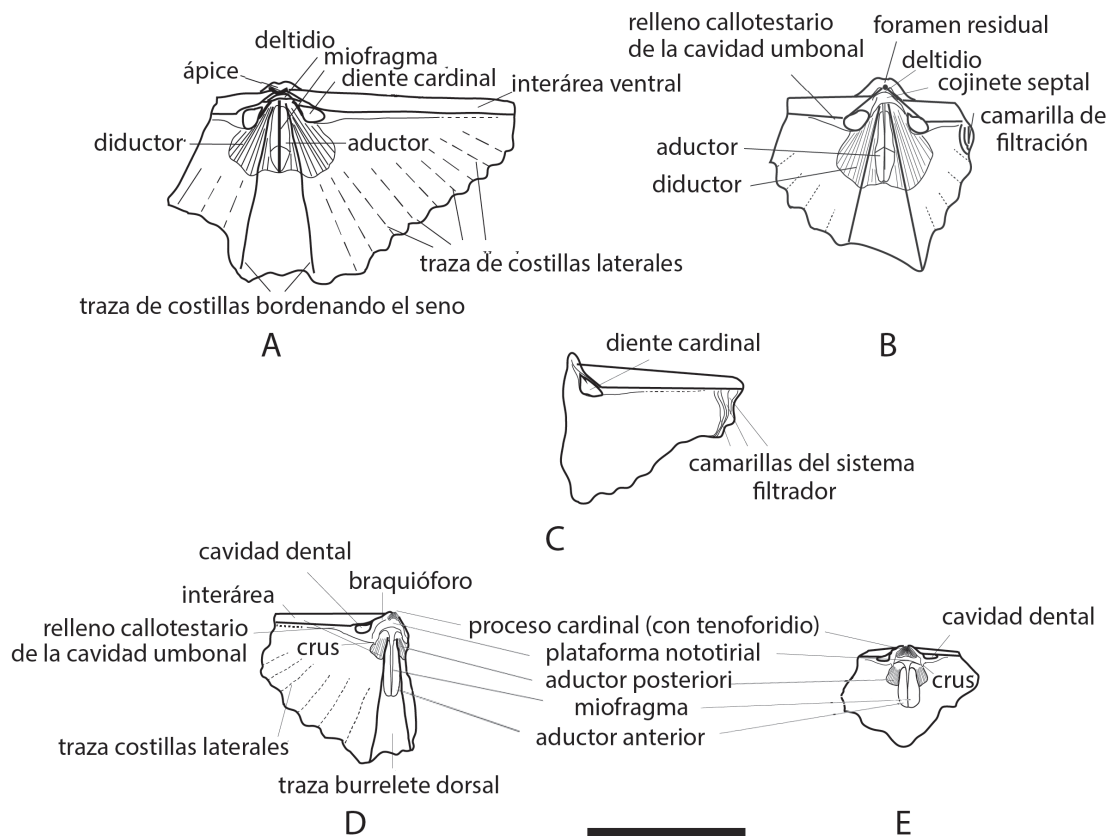 deltidio
miofragma
ápice
diente cardinal
interárea ventral
diductor
aductor
traza de costillas laterales
traza de costillas bordenando el seno
A
relleno callotestario
de la cavidad umbonal
foramen residual
deltidio
cojinete septal
camarilla de
filtración
aductor
diductor
B
diente cardinal
camarillas del sistema
filtrador
C
cavidad dental
braquióforo
interárea
relleno callotestario
de la cavidad umbonal
crus
traza costillas laterales
traza burrelete dorsal
D
proceso cardinal (con tenoforidio)
plataforma nototirial
aductor posteriori
miofragma
aductor anterior
cavidad dental
crus
E